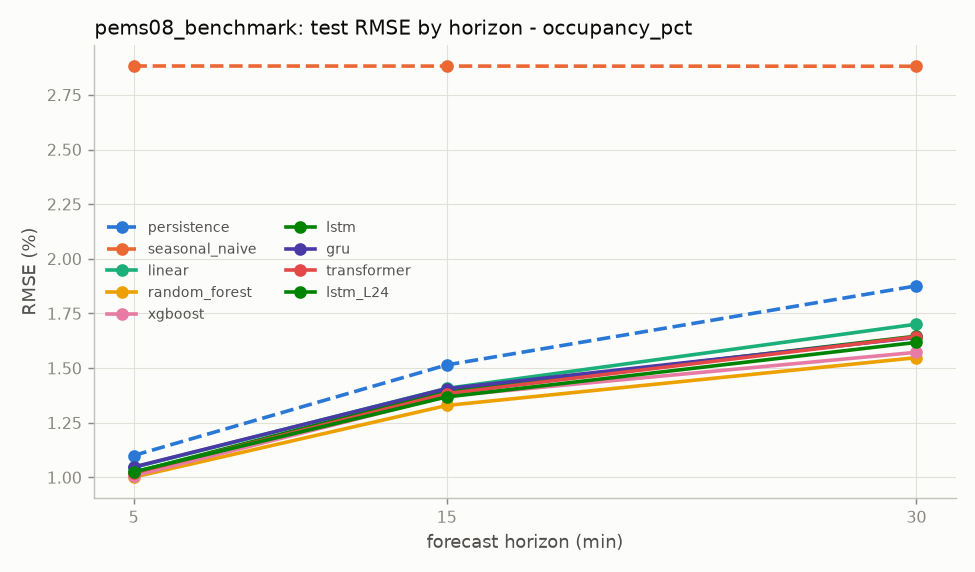 pems08_benchmark: test RMSE by horizon - occupancy_pct
2.75
2.50
2.25
2.00
1.75
1.50
1.25
1.00
RMSE (%)
persistence
seasonal_naive
linear
random_forest
xgboost
lstm
gru
transformer
lstm_L24
5
15
30
forecast horizon (min)